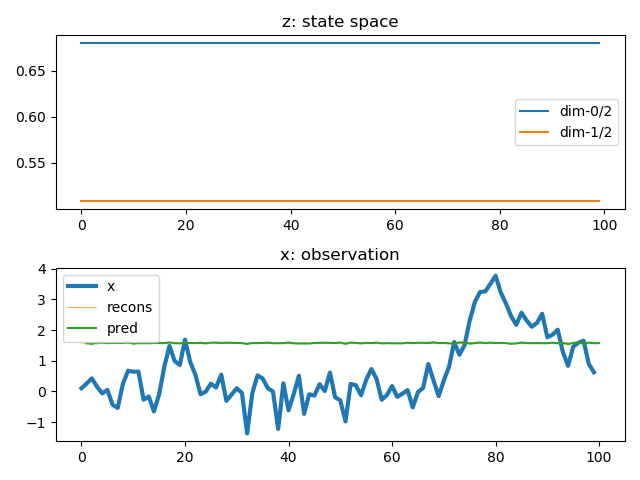 z: state space
0.65
0.60
0.55
dim-0/2
dim-1/2
0 20 40 60 80 100
x: observation
4
3
2
1
0
−1
x
recons
pred
0 20 40 60 80 100